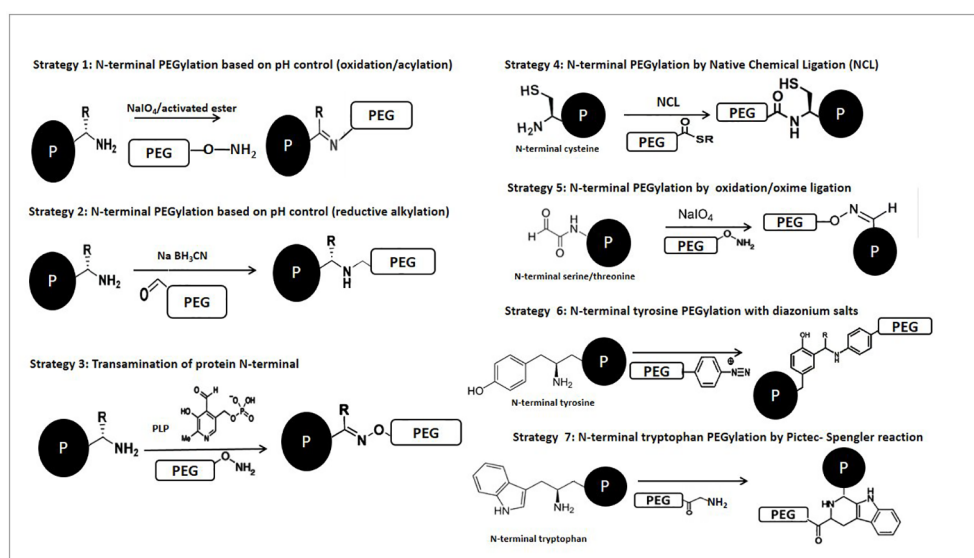 Strategy 1: N-terminal PEGylation based on pH control (oxidation/acylation)
R
P
NH2
NaIO4/activated ester
PEG
O
NH2
R
P
N
PEG
Strategy 2: N-terminal PEGylation based on pH control (reductive alkylation)
R
P
NH2
Na BH3CN
O
PEG
R
P
N
H
PEG
Strategy 3: Transamination of protein N-terminal
R
P
NH2
PLP
O
H
HO
Me
N
O
P
O
-O
OH
PEG
O
NH2
R
P
N
O
PEG
Strategy 4: N-terminal PEGylation by Native Chemical Ligation (NCL)
HS
H2N
P
N-terminal cysteine
NCL
PEG
O
SR
HS
PEG
O
N
H
P
Strategy 5: N-terminal PEGylation by oxidation/oxime ligation
O
H
H
N
O
P
N-terminal serine/threonine
NaIO4
PEG
O
NH2
PEG
O
N
H
P
Strategy 6: N-terminal tyrosine PEGylation with diazonium salts
HO
NH2
P
N-terminal tyrosine
PEG
⊕
N≡N
OH
R
N
H
PEG
P
Strategy 7: N-terminal tryptophan PEGylation by Pictec- Spengler reaction
N
H
NH2
P
N-terminal tryptophan
PEG
O
NH2
P
HN
H
N
PEG
O